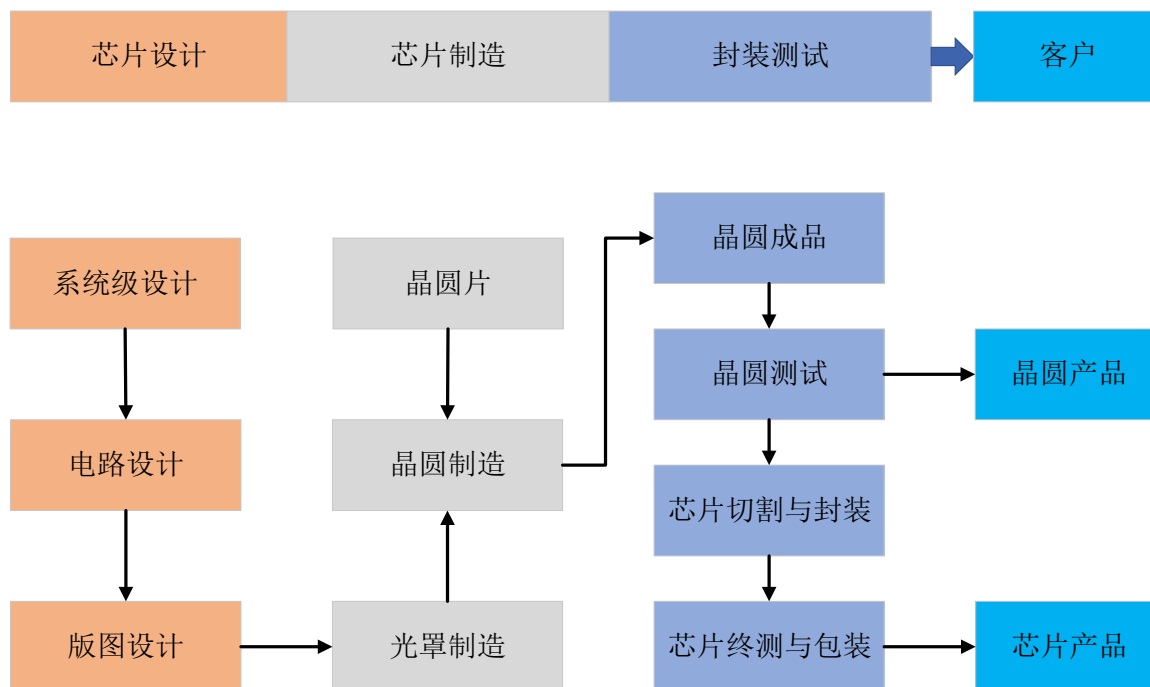 芯片设计
芯片制造
封装测试
客户
系统级设计
电路设计
版图设计
晶圆片
晶圆制造
光罩制造
晶圆成品
晶圆测试
芯片切割与封装
芯片终测与包装
晶圆产品
芯片产品